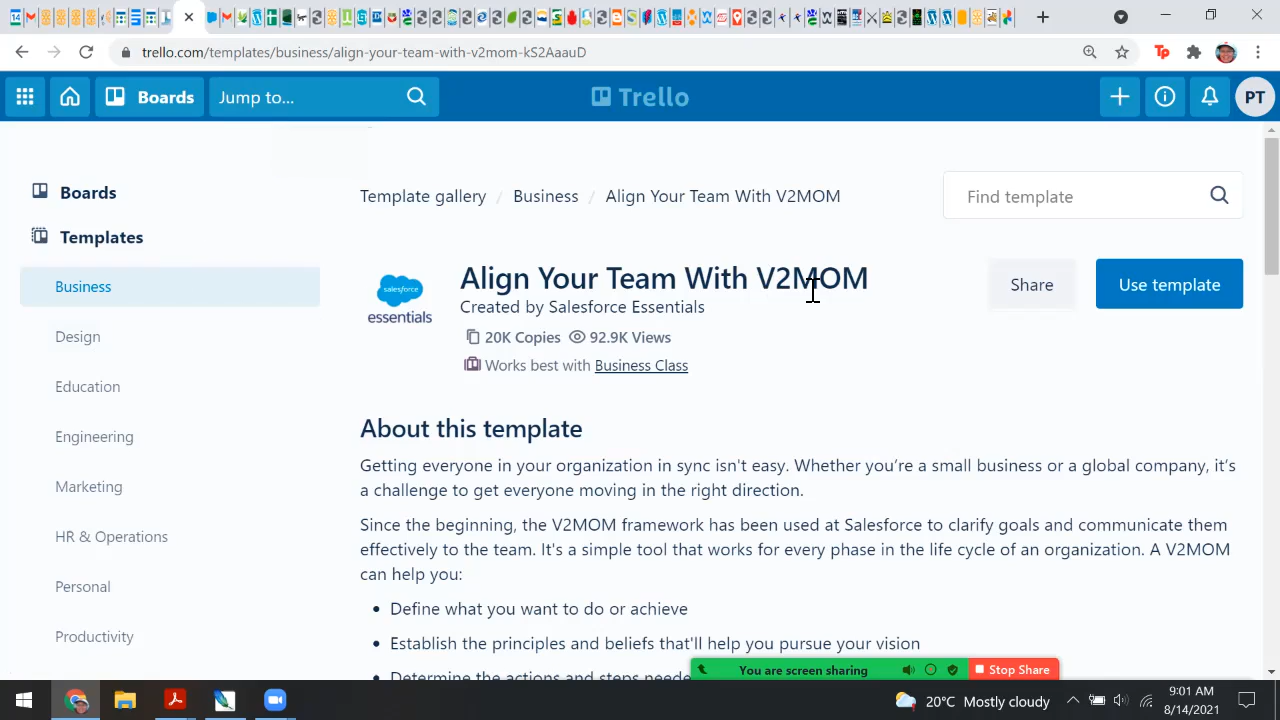 14
trello.com/templates/business/align-your-team-with-v2mom-kS2AaauD
Tp
Boards
Jump to...
Trello
PT
Boards
Templates
Business
Design
Education
Engineering
Marketing
HR & Operations
Personal
Productivity
Template gallery / Business / Align Your Team With V2MOM
Find template
salesforce
essentials
Align Your Team With V2MOM
Created by Salesforce Essentials
20K Copies 92.9K Views
Works best with Business Class
Share
Use template
About this template
Getting everyone in your organization in sync isn't easy. Whether you’re a small business or a global company, it’s
a challenge to get everyone moving in the right direction.
Since the beginning, the V2MOM framework has been used at Salesforce to clarify goals and communicate them
effectively to the team. It's a simple tool that works for every phase in the life cycle of an organization. A V2MOM
can help you:
• Define what you want to do or achieve
• Establish the principles and beliefs that'll help you pursue your vision
• Determine the actions and steps neede
You are screen sharing
Stop Share
20°C Mostly cloudy
9:01 AM
8/14/2021